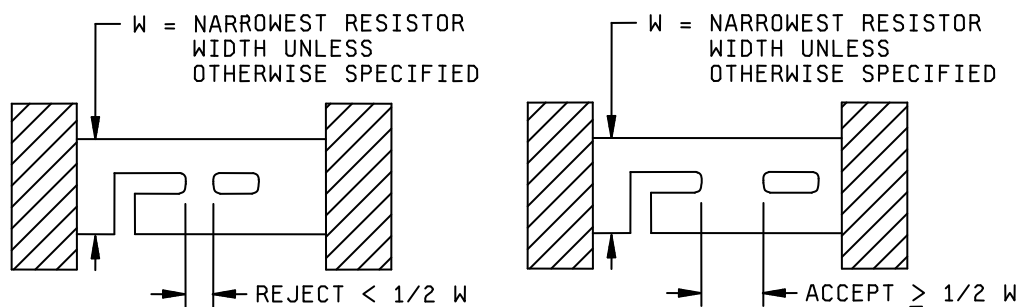 W = NARROWEST RESISTOR
WIDTH UNLESS
OTHERWISE SPECIFIED
REJECT < 1/2 W
W = NARROWEST RESISTOR
WIDTH UNLESS
OTHERWISE SPECIFIED
ACCEPT ≥ 1/2 W